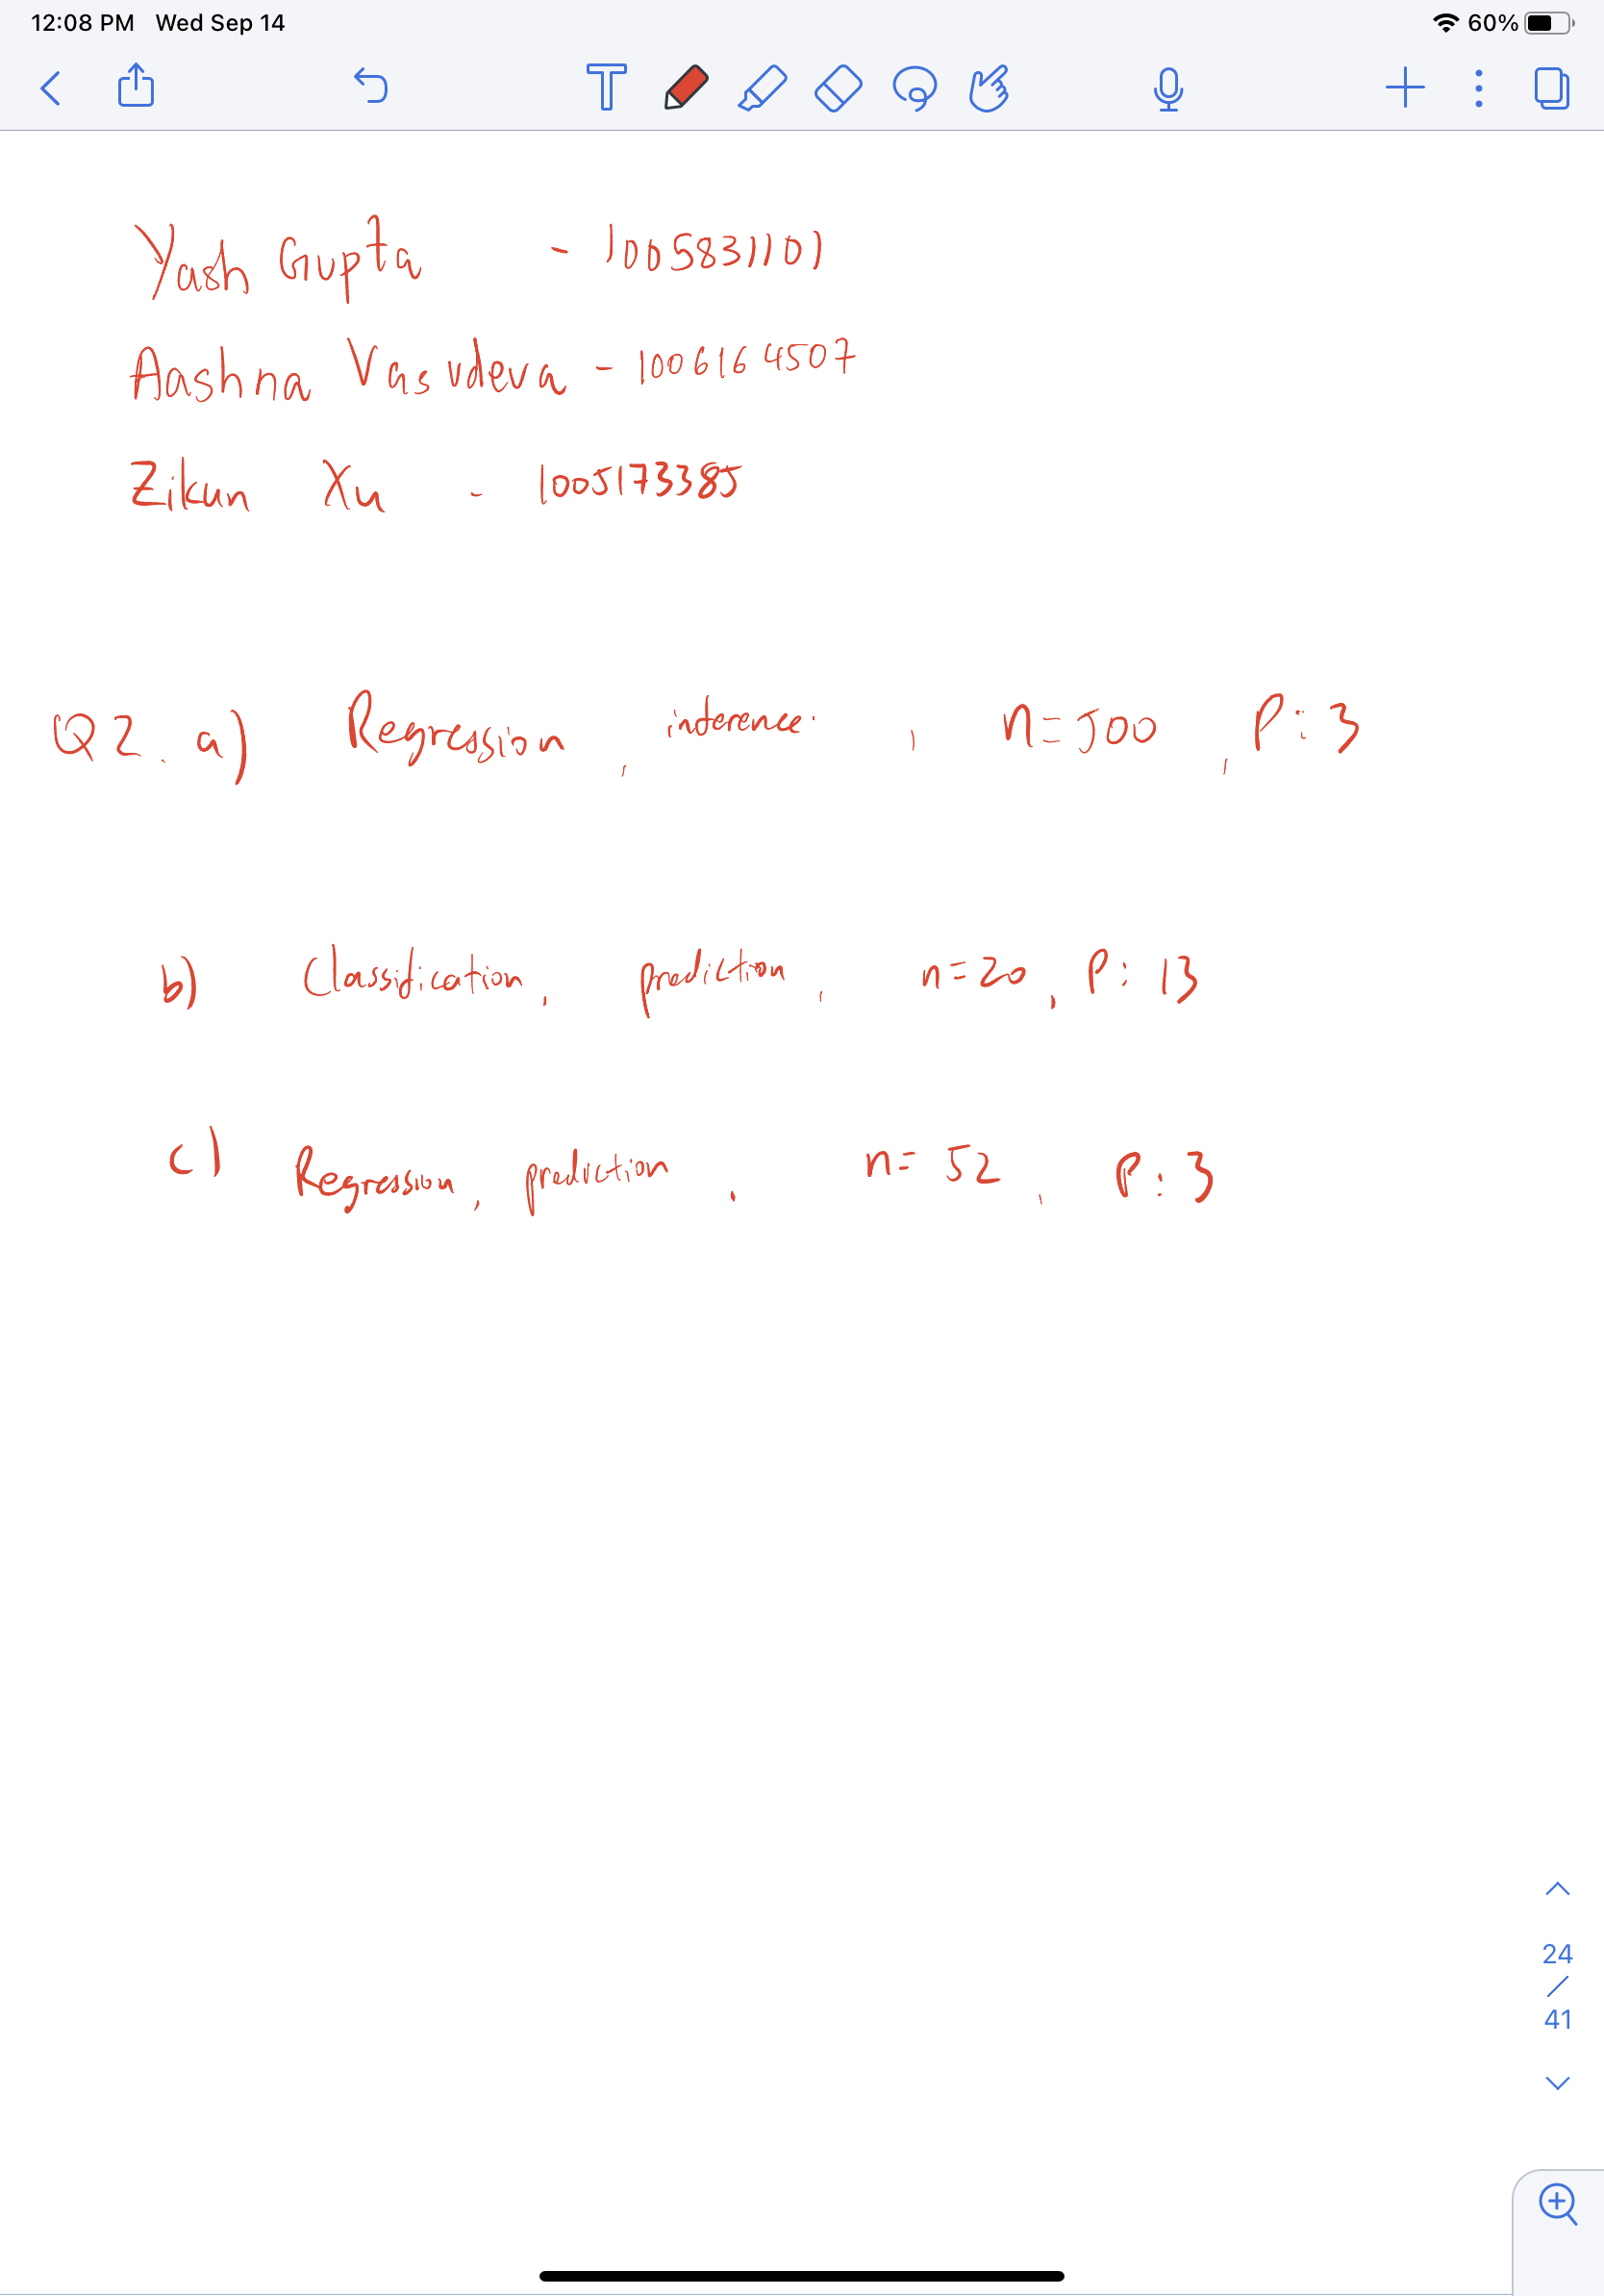 12:08 PM Wed Sep 14 60%
T
Yash Gupta - 1005831101
Aashna Vasudeva - 1006164507
Zikun Xu - 1005173385
Q2. a) Regression, inference. , n=500, P:3
b) Classification, prediction, n=20, P: 13
c) Regression, prediction, n= 52, P:3
24
/
41